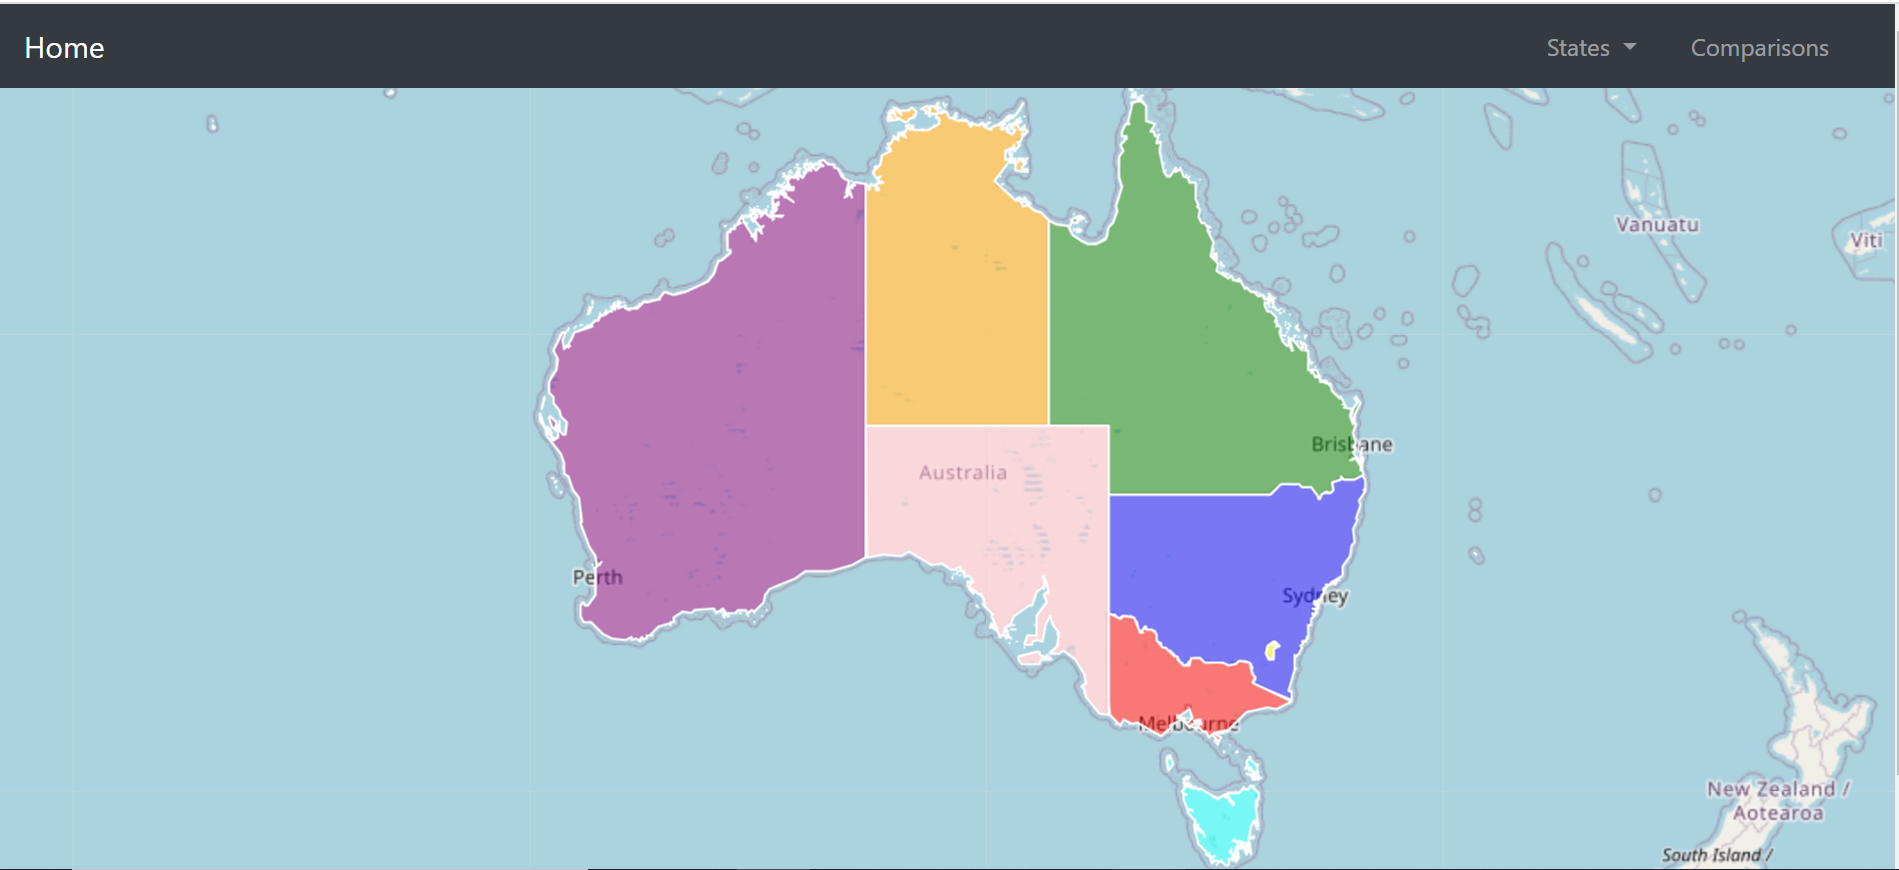 Home
States
Comparisons
Vanuatu
Viti
Australia
Brisbane
Perth
Sydney
Melbourne
New Zealand /
Aotearoa
South Island /